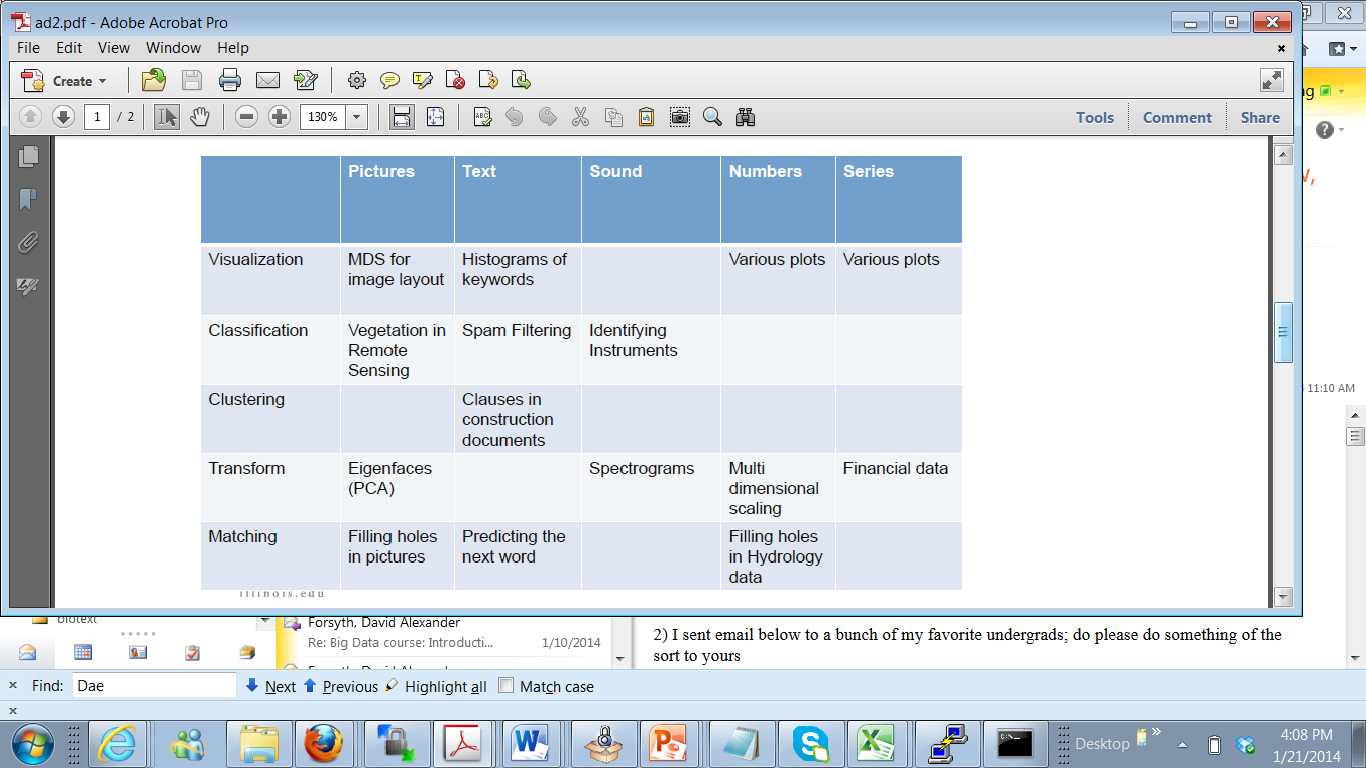 ad2.pdf - Adobe Acrobat Pro
File Edit View Window Help
Create
1 / 2 130% Tools Comment Share
Pictures Text Sound Numbers Series
Visualization MDS for Histograms of Various plots Various plots
image layout keywords
Classification Vegetation in Spam Filtering Identifying
Remote Instruments
Sensing
Clustering Clauses in
construction
documents
Transform Eigenfaces Spectrograms Multi Financial data
(PCA) dimensional
scaling
Matching Filling holes Predicting the Filling holes
in pictures next word in Hydrology
data
illinois.edu
11:10 AM
biotext
Forsyth, David Alexander
Re: Big Data course: Introducti... 1/10/2014
Forsyth, David Alexander
2) I sent email below to a bunch of my favorite undergrads; do please do something of the
sort to yours
× Find: Dae Next Previous Highlight all Match case
×
Desktop » 4:08 PM
1/21/2014